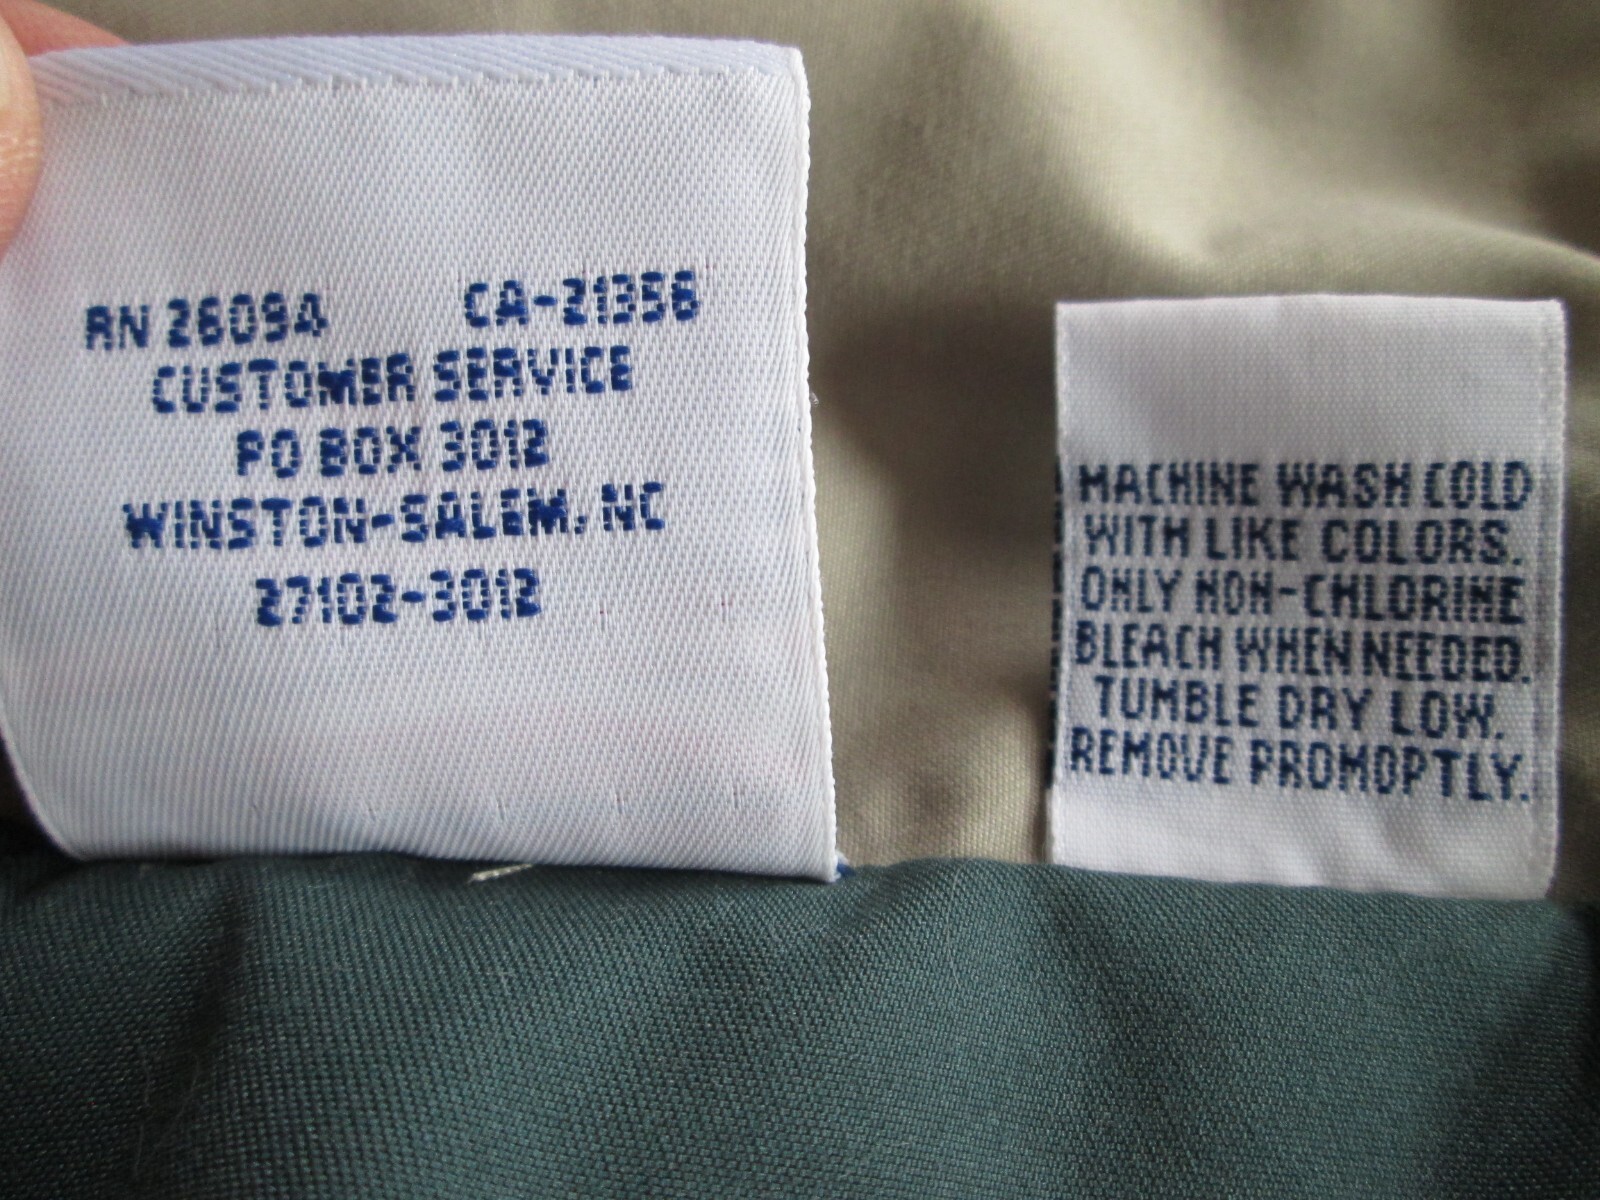 RN 26094 CA-21356
CUSTOMER SERVICE
PO BOX 3012
WINSTON-SALEM, NC
27102-3012
MACHINE WASH COLD
WITH LIKE COLORS.
ONLY NON-CHLORINE
BLEACH WHEN NEEDED.
TUMBLE DRY LOW.
REMOVE PROMOPTLY.